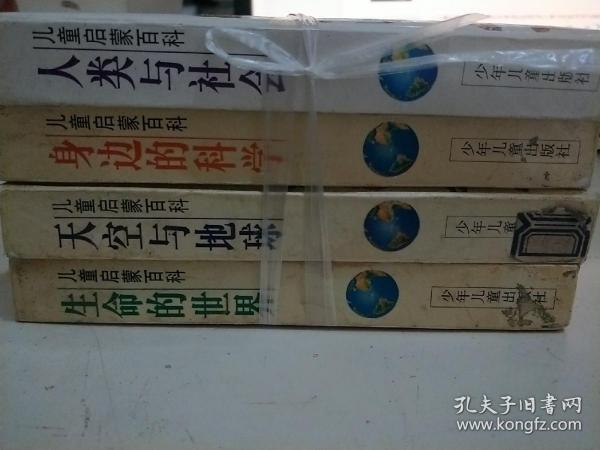 儿童启蒙百科
人类与社会
少年儿童出版社
儿童启蒙百科
身边的科学
少年儿童出版社
儿童启蒙百科
天空与地球
少年儿童
儿童启蒙百科
生命的世界
少年儿童出版社
孔夫子旧书网
www.kongfz.com